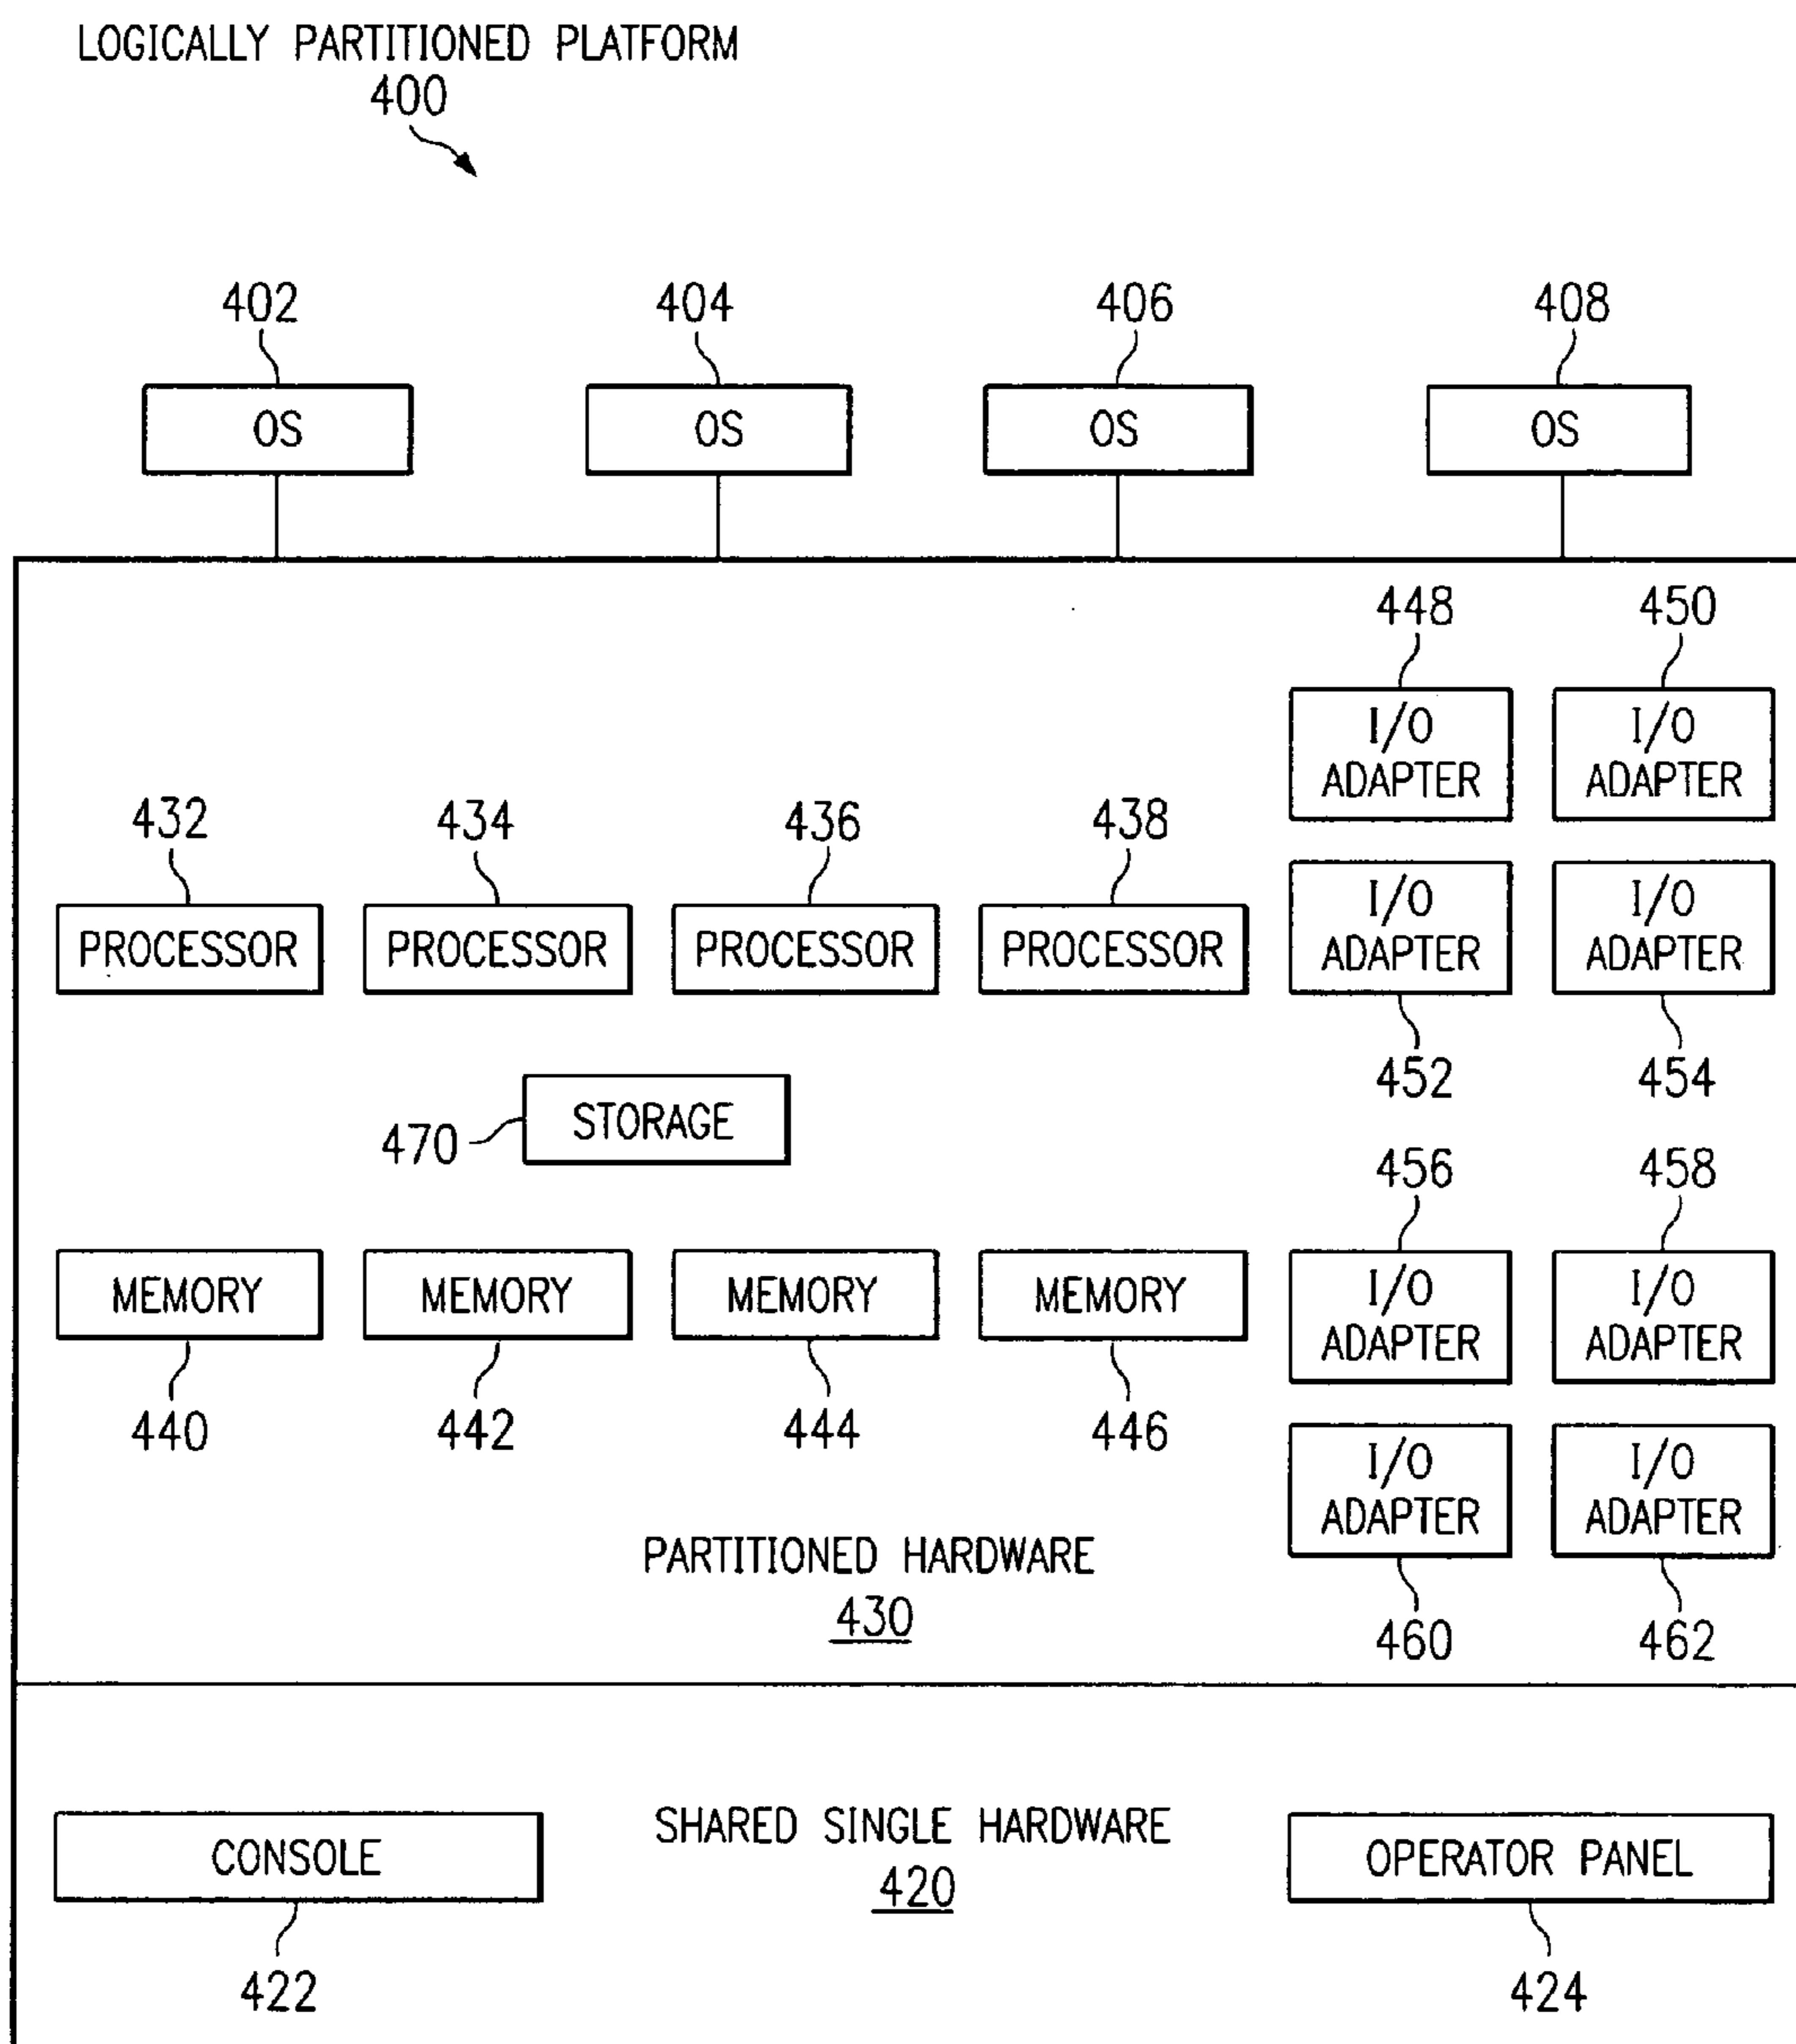 LOGICALLY PARTITIONED PLATFORM
400
402
404
406
408
OS
OS
OS
OS
448
450
I/O
ADAPTER
I/O
ADAPTER
432
434
436
438
PROCESSOR
PROCESSOR
PROCESSOR
PROCESSOR
I/O
ADAPTER
I/O
ADAPTER
452
454
470
STORAGE
456
458
MEMORY
MEMORY
MEMORY
MEMORY
I/O
ADAPTER
I/O
ADAPTER
440
442
444
446
I/O
ADAPTER
I/O
ADAPTER
PARTITIONED HARDWARE
430
460
462
CONSOLE
SHARED SINGLE HARDWARE
420
OPERATOR PANEL
422
424